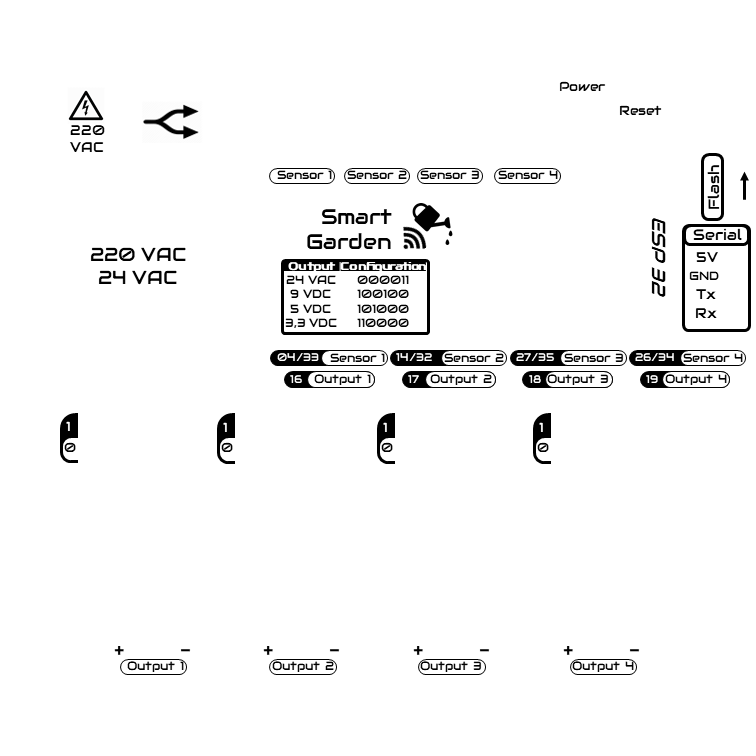 Power
Reset
220
VAC
Sensor 1 Sensor 2 Sensor 3 Sensor 4
Flash
Smart
Garden
220 VAC
24 VAC
ESP 32
Serial
5V
GND
Tx
Rx
Output Configuration
24 VAC 000011
9 VDC 100100
5 VDC 101000
3,3 VDC 110000
04/33 Sensor 1 14/32 Sensor 2 27/35 Sensor 3 26/34 Sensor 4
16 Output 1 17 Output 2 18 Output 3 19 Output 4
1 1 1 1
0 0 0 0
+ − + − + − + −
Output 1 Output 2 Output 3 Output 4